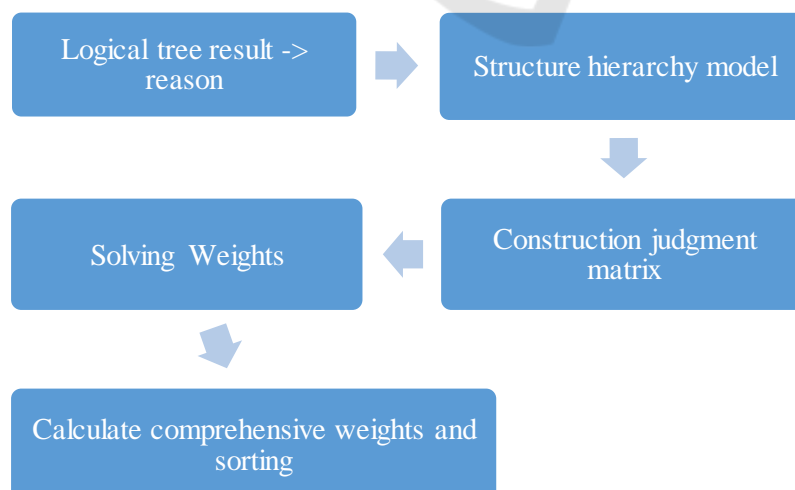 Logical tree result ->
reason
Structure hierarchy model
Construction judgment
matrix
Solving Weights
Calculate comprehensive weights and
sorting